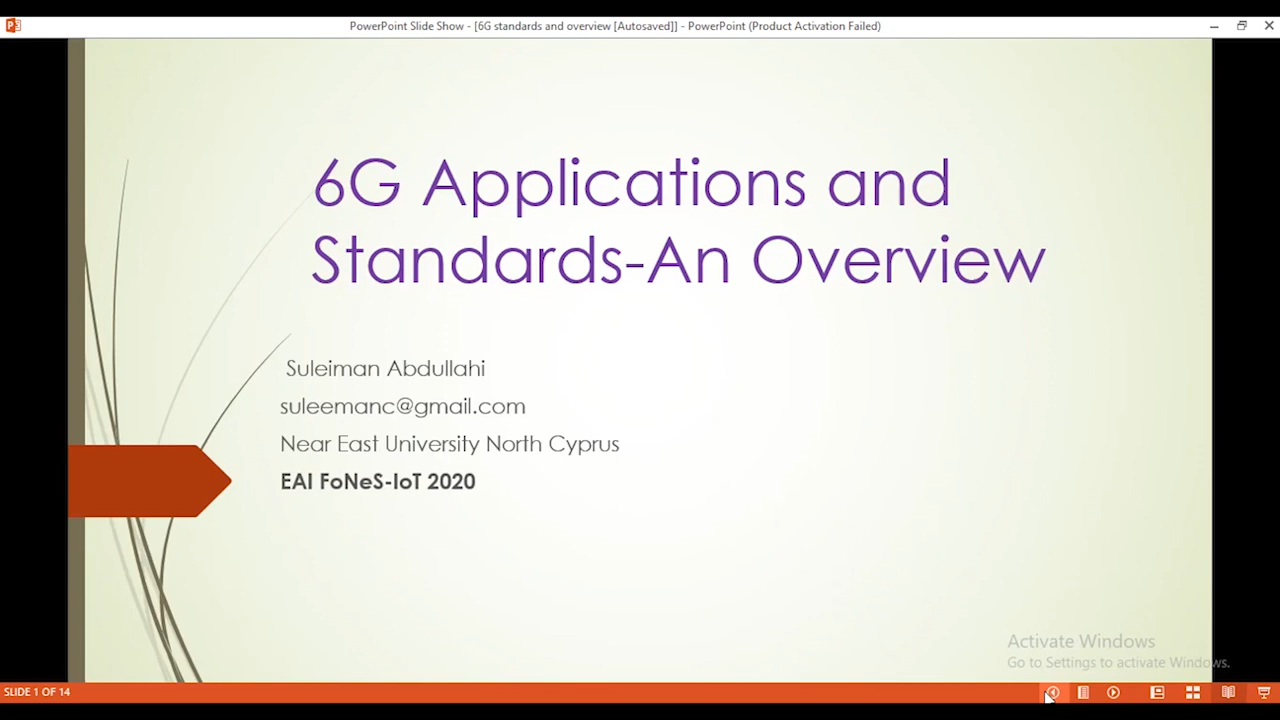 PowerPoint Slide Show - [6G standards and overview [Autosaved]] - PowerPoint (Product Activation Failed)
6G Applications and
Standards-An Overview
Suleiman Abdullahi
suleemanc@gmail.com
Near East University North Cyprus
EAI FoNeS-IoT 2020
Activate Windows
Go to Settings to activate Windows.
SLIDE 1 OF 14